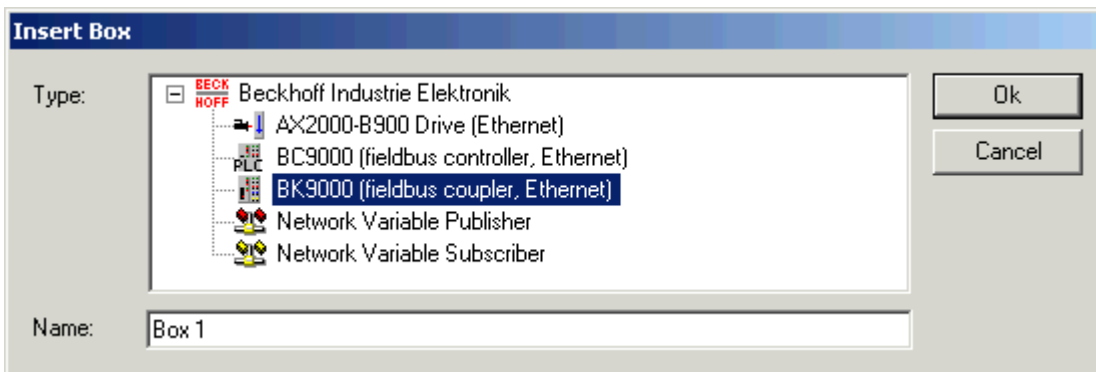 Insert Box
Type:
BECK
HOFF
Beckhoff Industrie Elektronik
AX2000-B900 Drive (Ethernet)
PLC
BC9000 (fieldbus controller, Ethernet)
BK9000 (fieldbus coupler, Ethernet)
Network Variable Publisher
Network Variable Subscriber
Ok
Cancel
Name:
Box 1